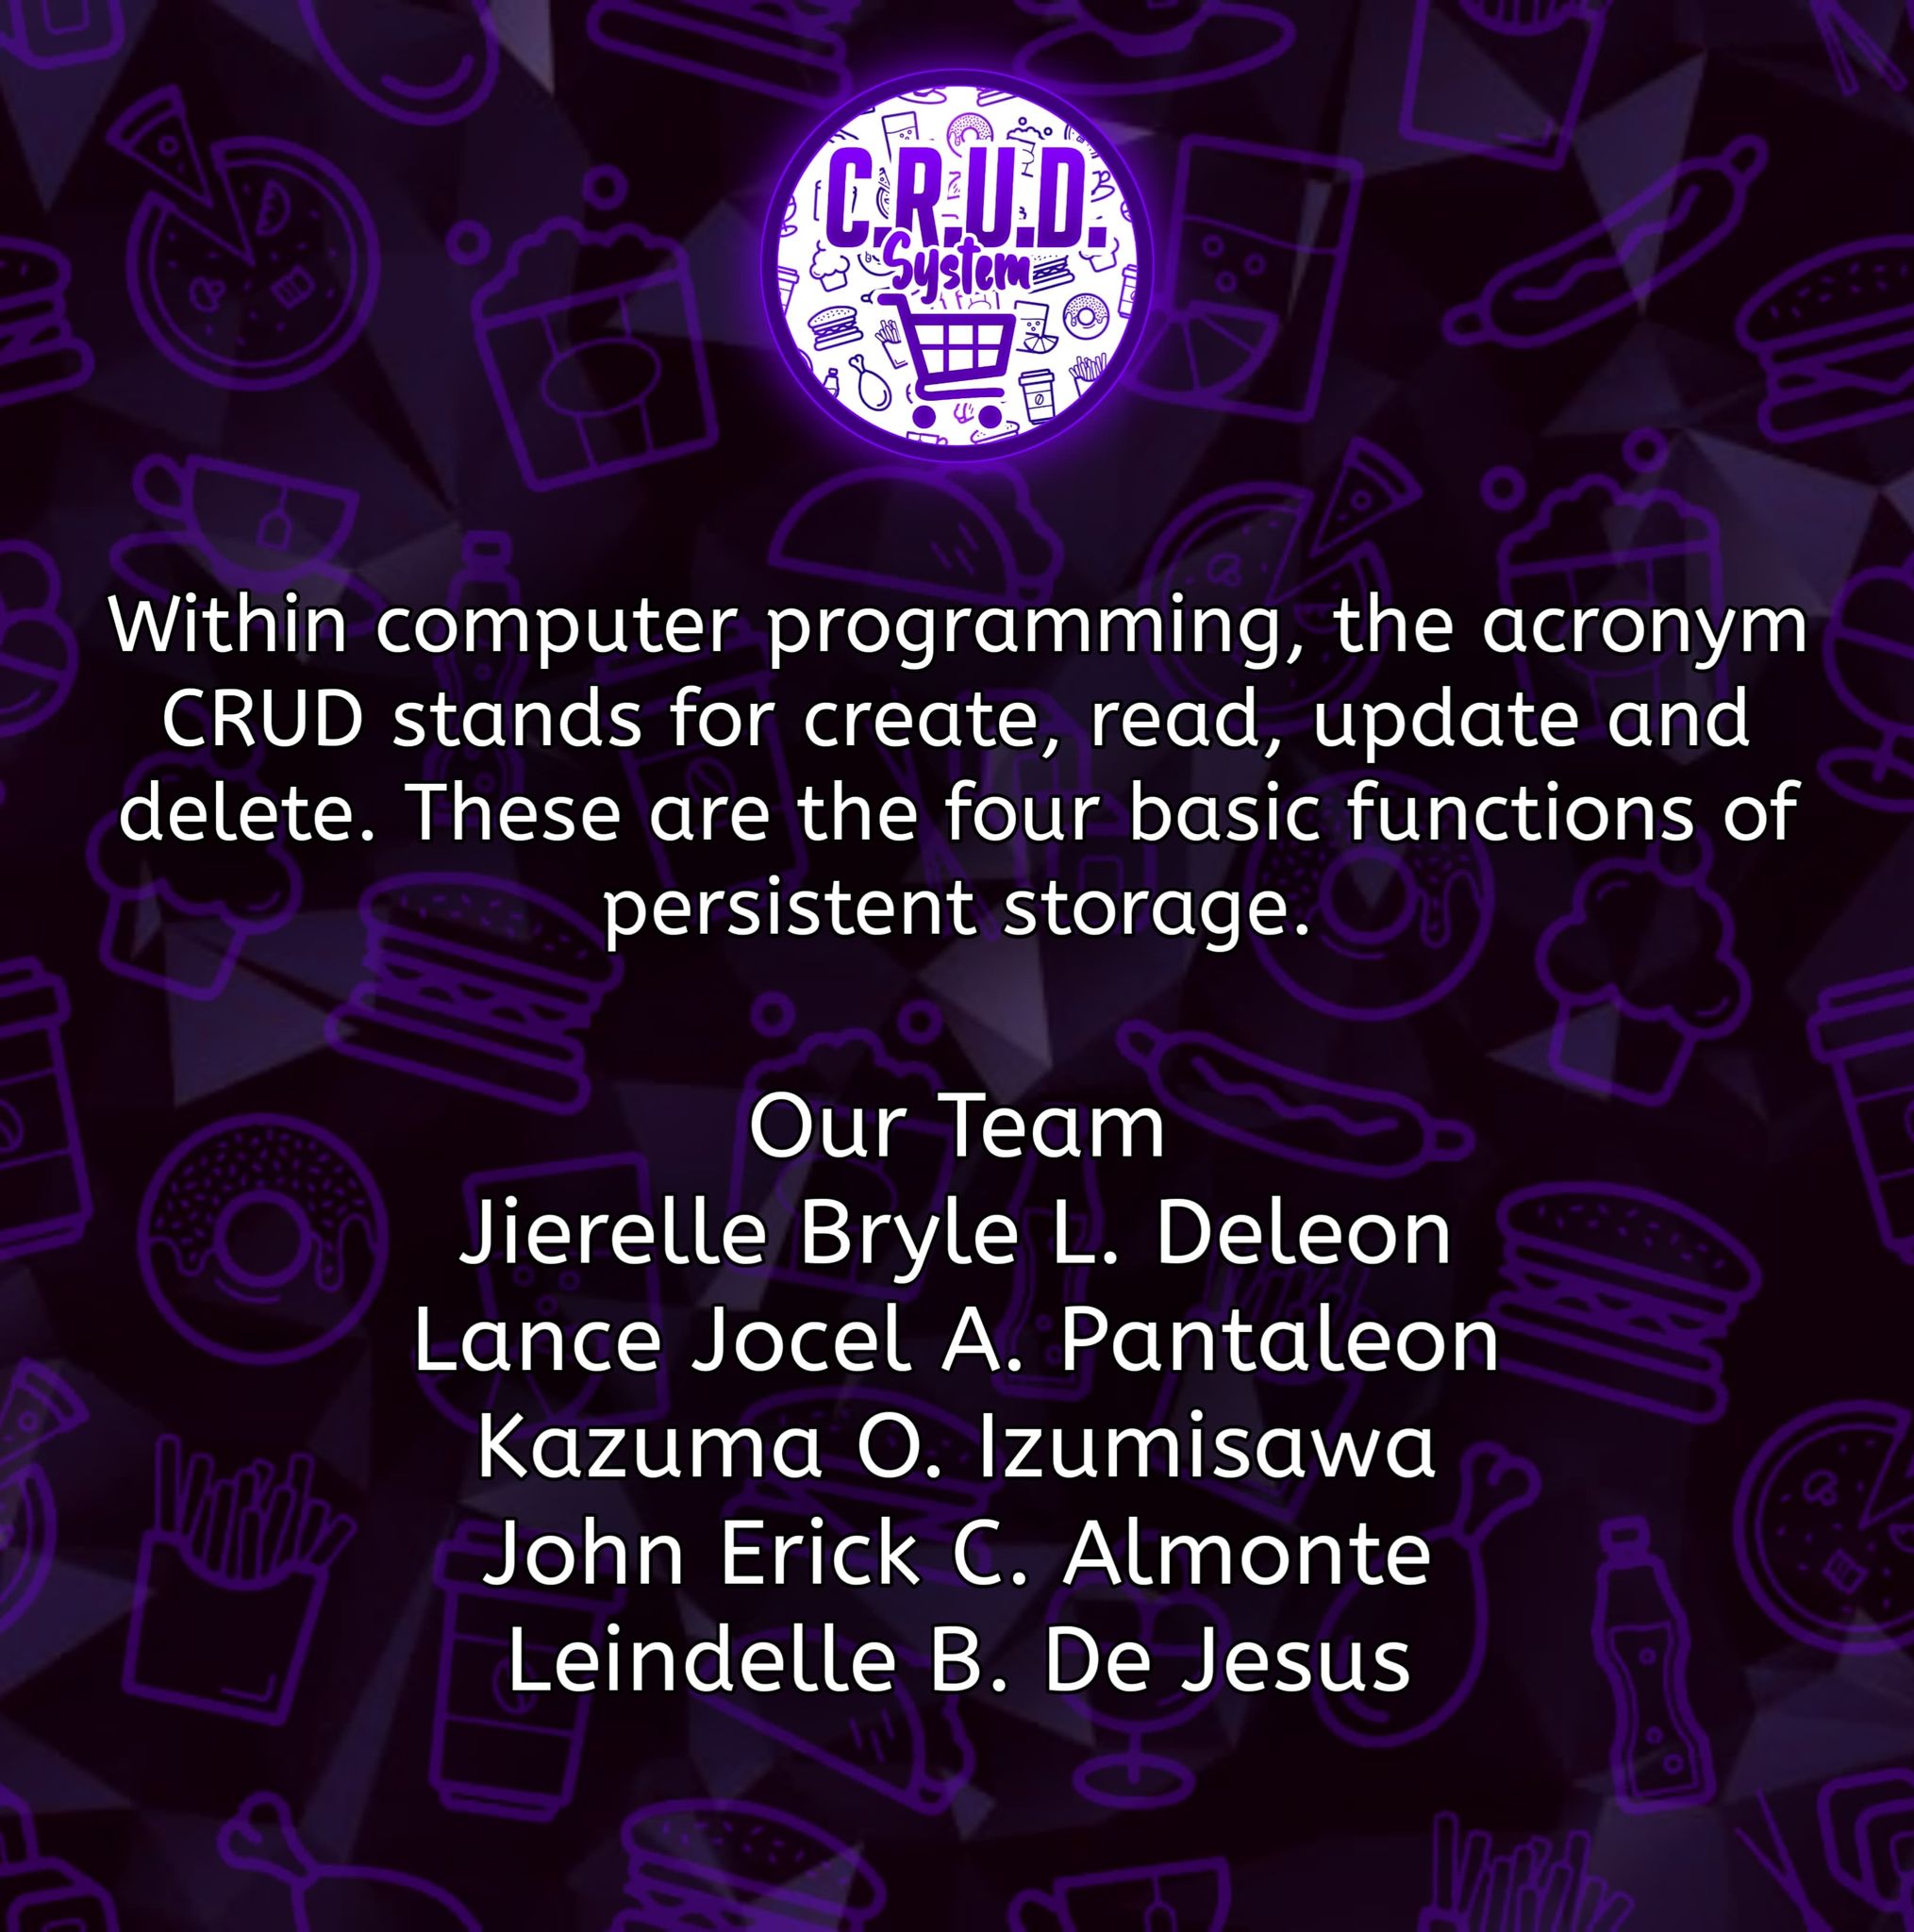 C.R.U.D.
System
Within computer programming, the acronym
CRUD stands for create, read, update and
delete. These are the four basic functions of
persistent storage.
Our Team
Jierelle Bryle L. Deleon
Lance Jocel A. Pantaleon
Kazuma O. Izumisawa
John Erick C. Almonte
Leindelle B. De Jesus